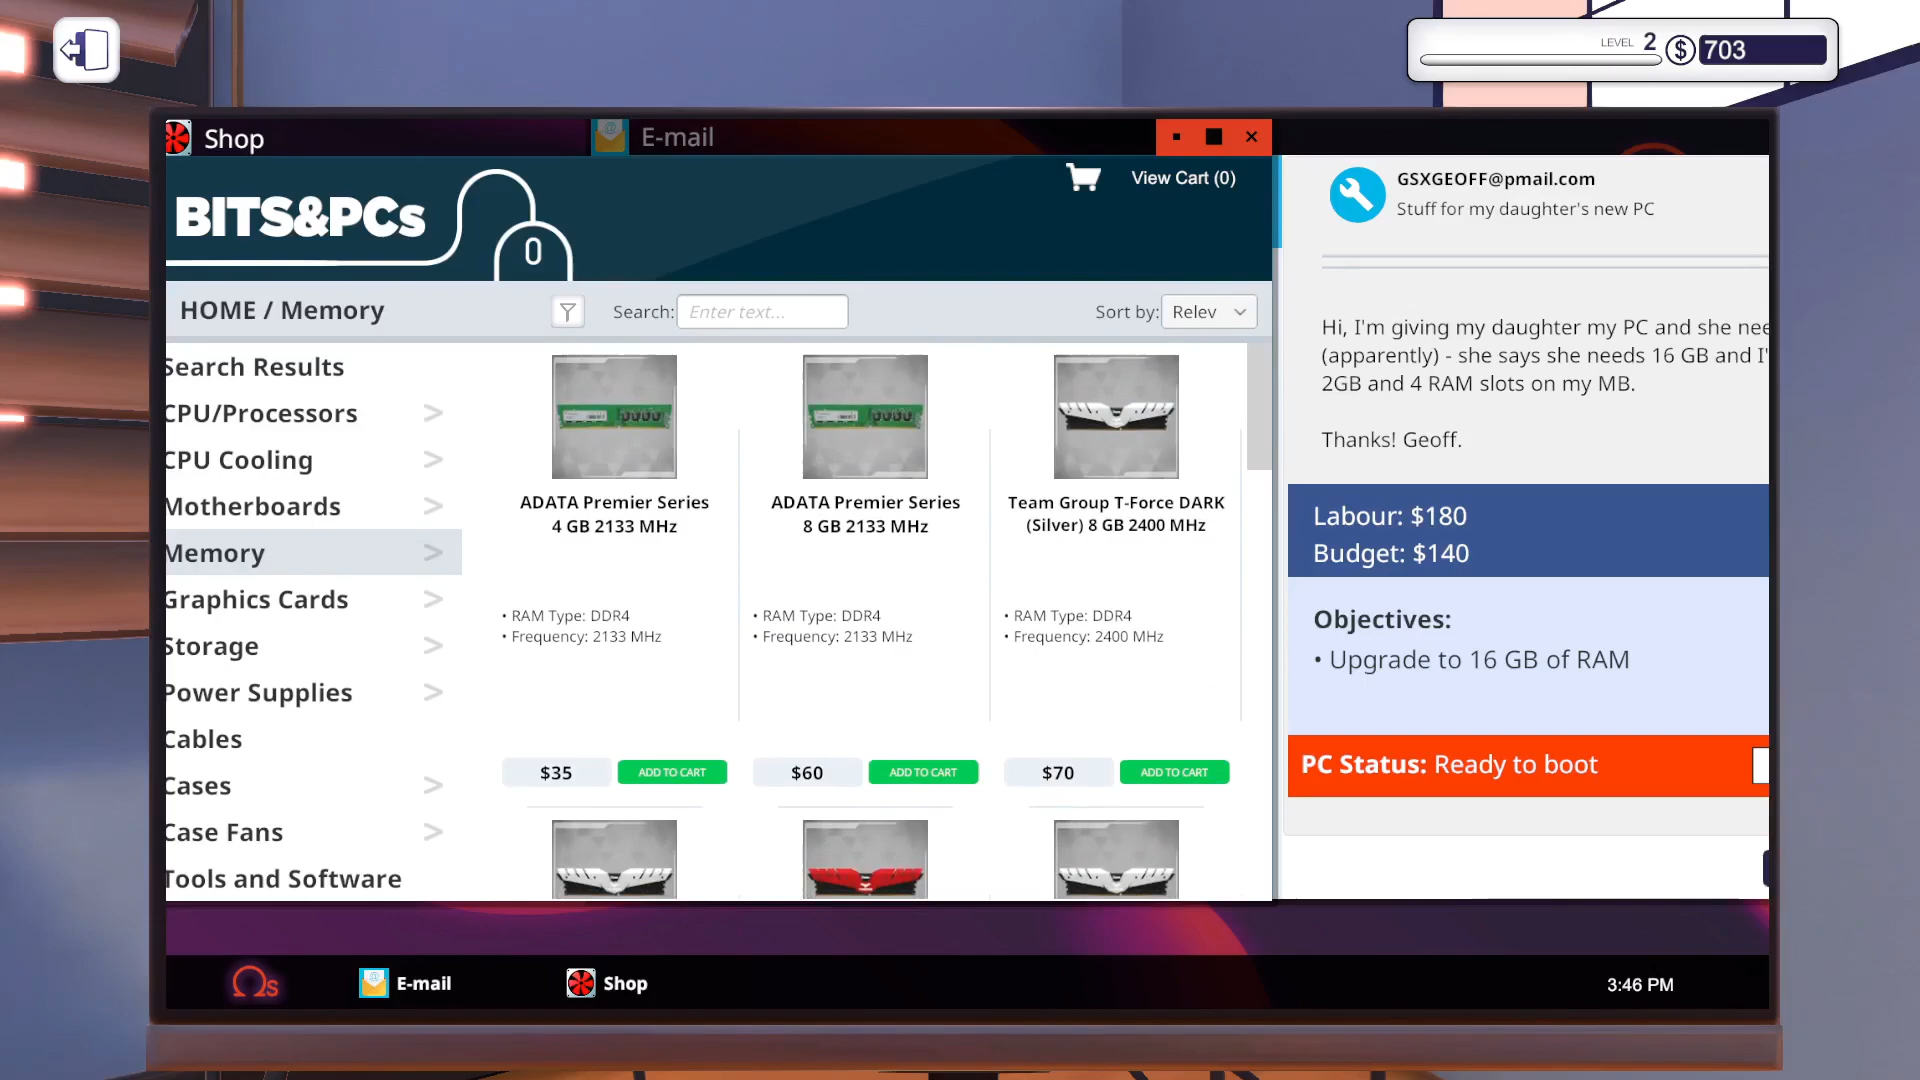 LEVEL 2 $ 703
Shop
E-mail
BITS&PCs
View Cart (0)
HOME / Memory
Search: Enter text...
Sort by: Relev
Search Results
CPU/Processors >
CPU Cooling >
Motherboards >
Memory >
Graphics Cards >
Storage >
Power Supplies >
Cables
Cases >
Case Fans >
Tools and Software
ADATA Premier Series
4 GB 2133 MHz
• RAM Type: DDR4
• Frequency: 2133 MHz
$35 ADD TO CART
ADATA Premier Series
8 GB 2133 MHz
• RAM Type: DDR4
• Frequency: 2133 MHz
$60 ADD TO CART
Team Group T-Force DARK
(Silver) 8 GB 2400 MHz
• RAM Type: DDR4
• Frequency: 2400 MHz
$70 ADD TO CART
GSXGEOFF@pmail.com
Stuff for my daughter's new PC
Hi, I'm giving my daughter my PC and she nee
(apparently) - she says she needs 16 GB and I'
2GB and 4 RAM slots on my MB.
Thanks! Geoff.
Labour: $180
Budget: $140
Objectives:
• Upgrade to 16 GB of RAM
PC Status: Ready to boot
Ωs
E-mail
Shop
3:46 PM